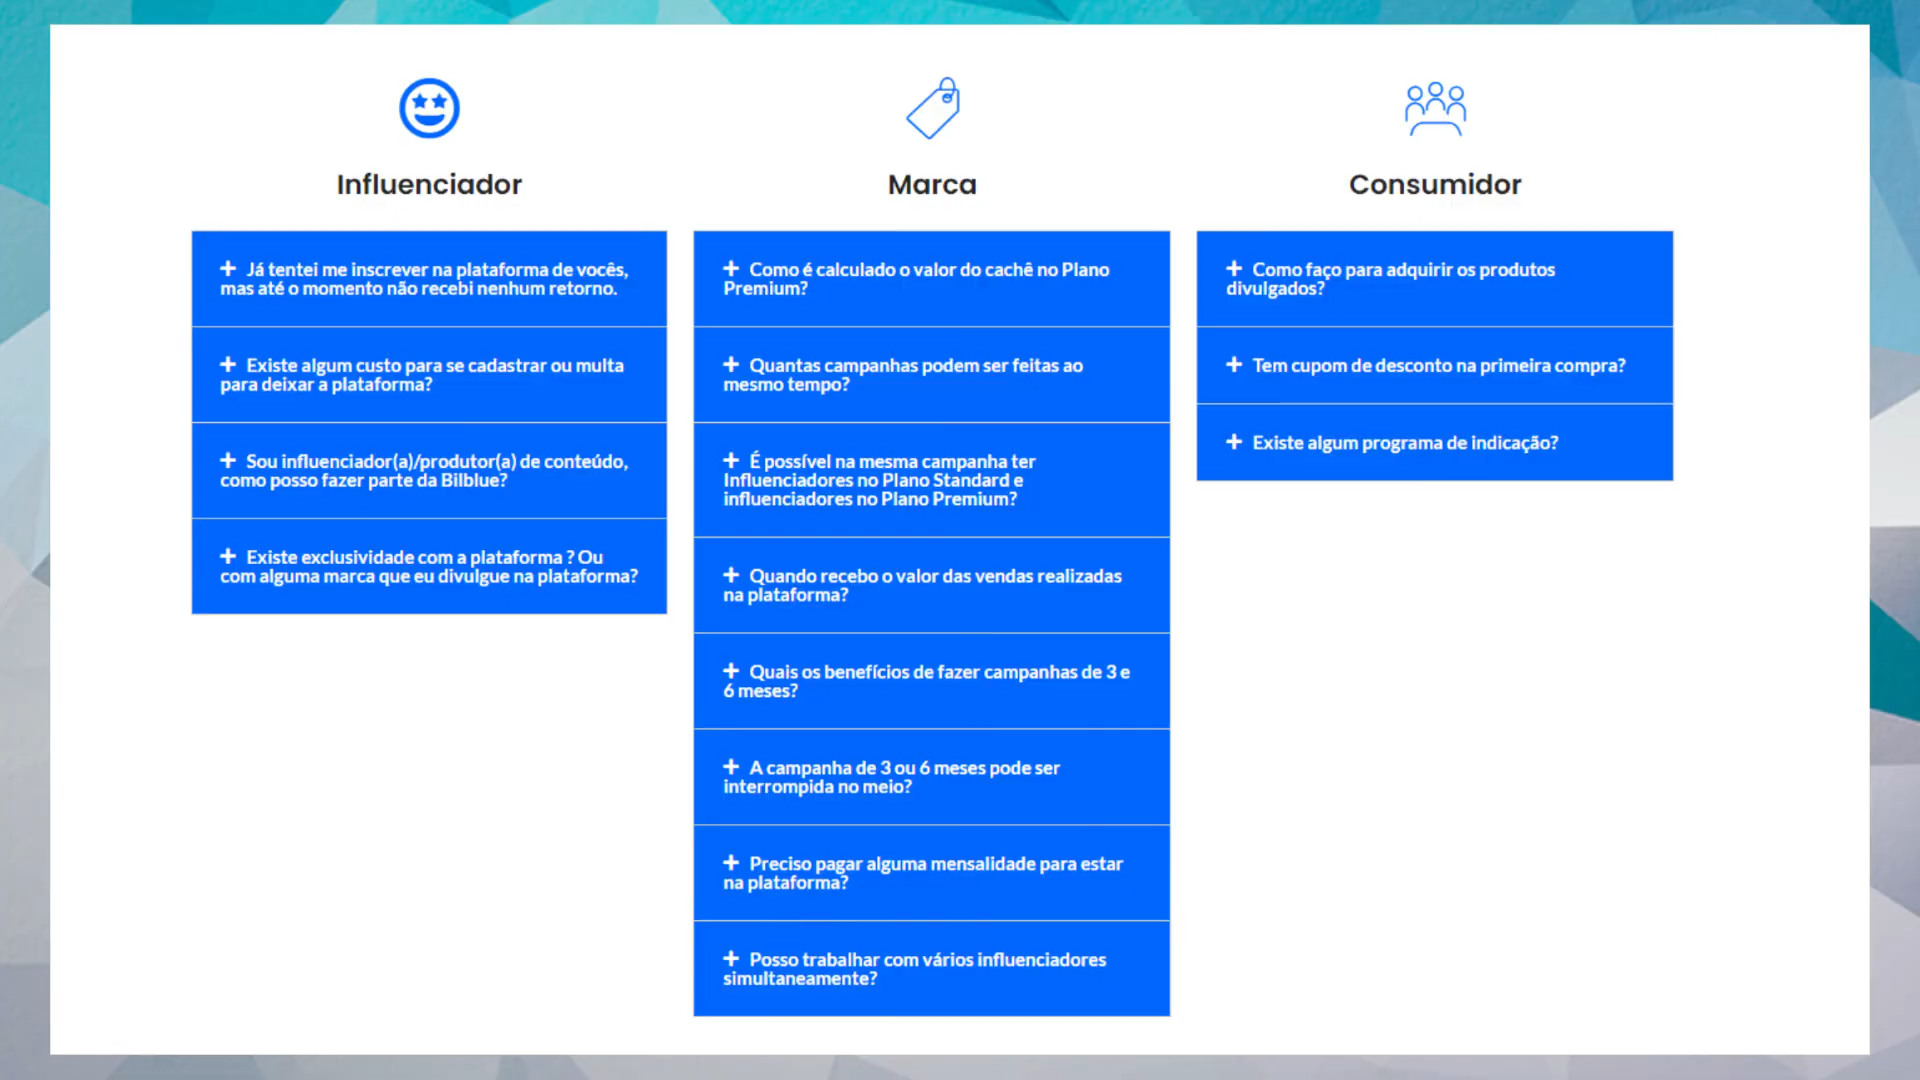 Influenciador
Já tentei me inscrever na plataforma de vocês,
mas até o momento não recebi nenhum retorno.
Existe algum custo para se cadastrar ou multa
para deixar a plataforma?
Sou influenciador(a)/produtor(a) de conteúdo,
como posso fazer parte da Bilblue?
Existe exclusividade com a plataforma ? Ou
com alguma marca que eu divulgue na plataforma?
Marca
Como é calculado o valor do cachê no Plano
Premium?
Quantas campanhas podem ser feitas ao
mesmo tempo?
É possível na mesma campanha ter
Influenciadores no Plano Standard e
influenciadores no Plano Premium?
Quando recebo o valor das vendas realizadas
na plataforma?
Quais os benefícios de fazer campanhas de 3 e
6 meses?
A campanha de 3 ou 6 meses pode ser
interrompida no meio?
Preciso pagar alguma mensalidade para estar
na plataforma?
Posso trabalhar com vários influenciadores
simultaneamente?
Consumidor
Como faço para adquirir os produtos
divulgados?
Tem cupom de desconto na primeira compra?
Existe algum programa de indicação?